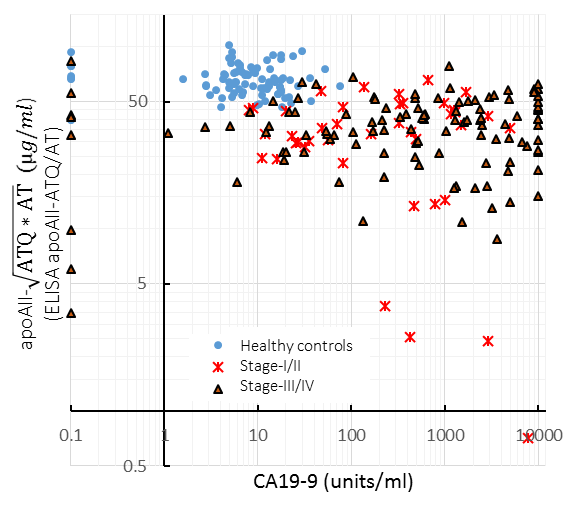 apoAII-√ATQ * AT (μg/ml)
(ELISA apoAII-ATQ/AT)
50
5
0.5
Healthy controls
Stage-I/II
Stage-III/IV
0.1 1 10 100 1000 10000
CA19-9 (units/ml)